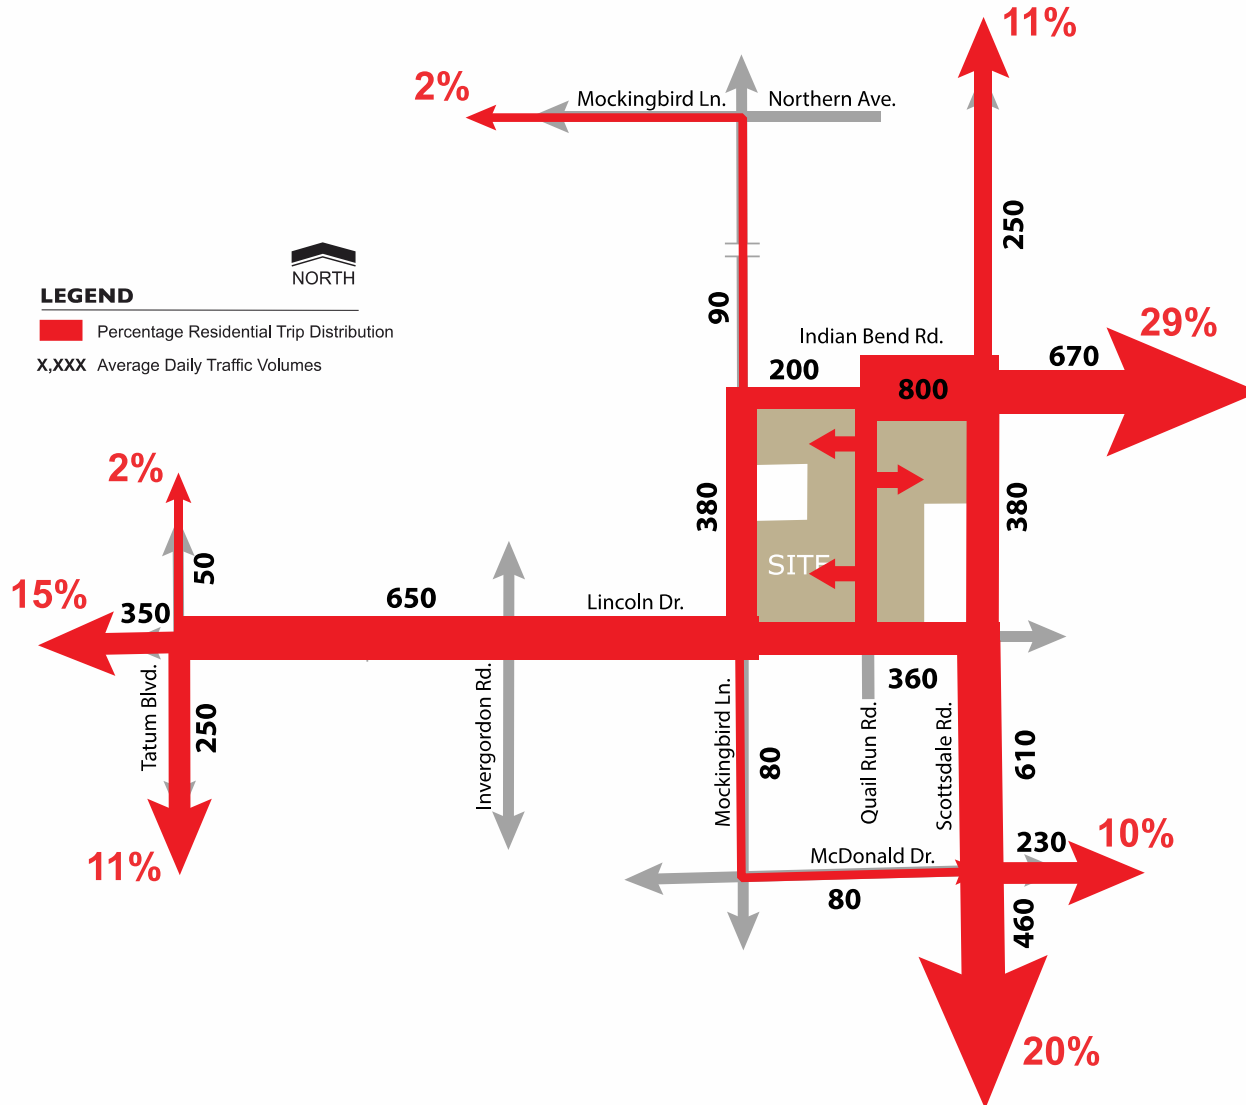 11%
2%
Mockingbird Ln.
Northern Ave.
250
NORTH
LEGEND
Percentage Residential Trip Distribution
X,XXX Average Daily Traffic Volumes
90
29%
Indian Bend Rd.
670
200
800
2%
380
380
SITE
50
15%
350
650
Lincoln Dr.
360
Tatum Blvd.
250
Invergordon Rd.
Mockingbird Ln.
80
Quail Run Rd.
Scottsdale Rd.
610
11%
McDonald Dr.
80
230
10%
460
20%